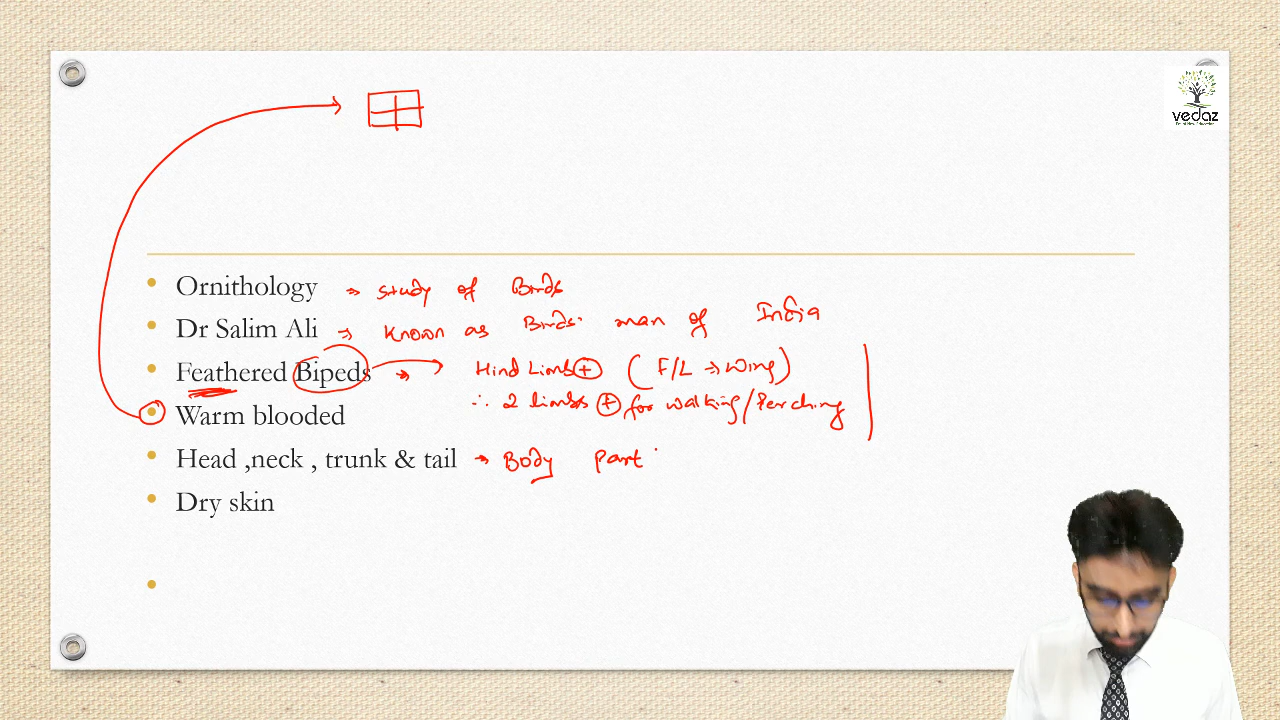 vedaz
Ornithology → study of Birds
Dr Salim Ali → Known as Birds man of India
Feathered Bipeds → Hind Limbs + ( F/L → Wing )
∴ 2 limbs + for walking/Perching
Warm blooded
Head ,neck , trunk & tail → Body part
Dry skin